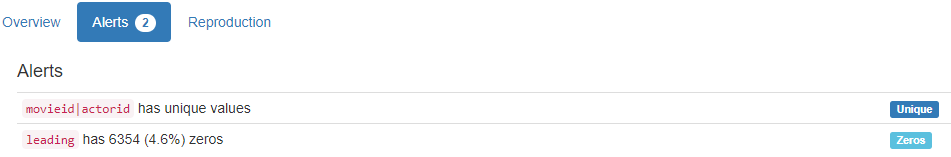 Overview Alerts 2 Reproduction
Alerts
movieid|actorid has unique values Unique
leading has 6354 (4.6%) zeros Zeros